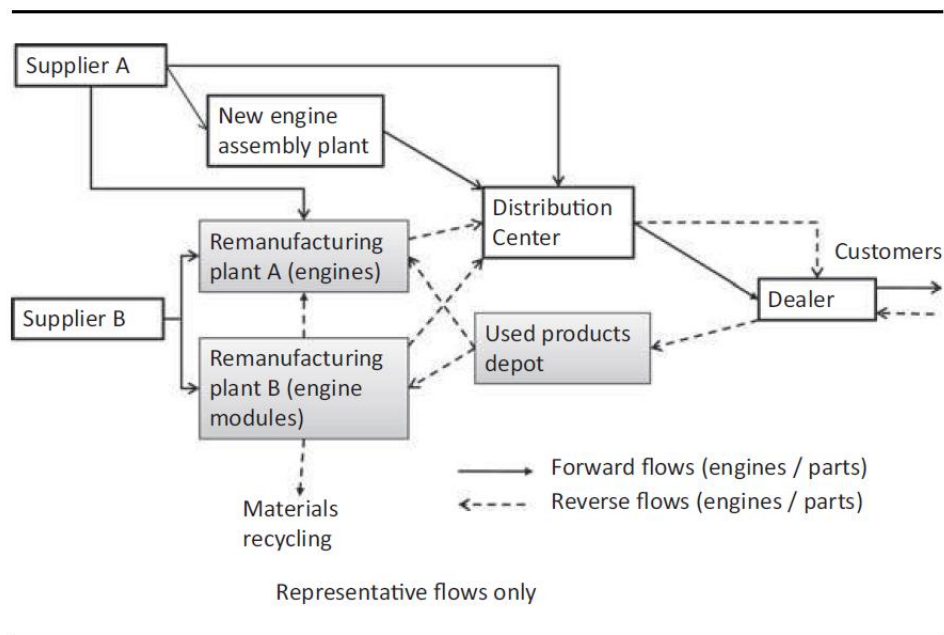 Supplier A
New engine
assembly plant
Distribution
Center
Remanufacturing
plant A (engines)
Customers
Dealer
Supplier B
Used products
depot
Remanufacturing
plant B (engine
modules)
Forward flows (engines / parts)
Reverse flows (engines / parts)
Materials
recycling
Representative flows only